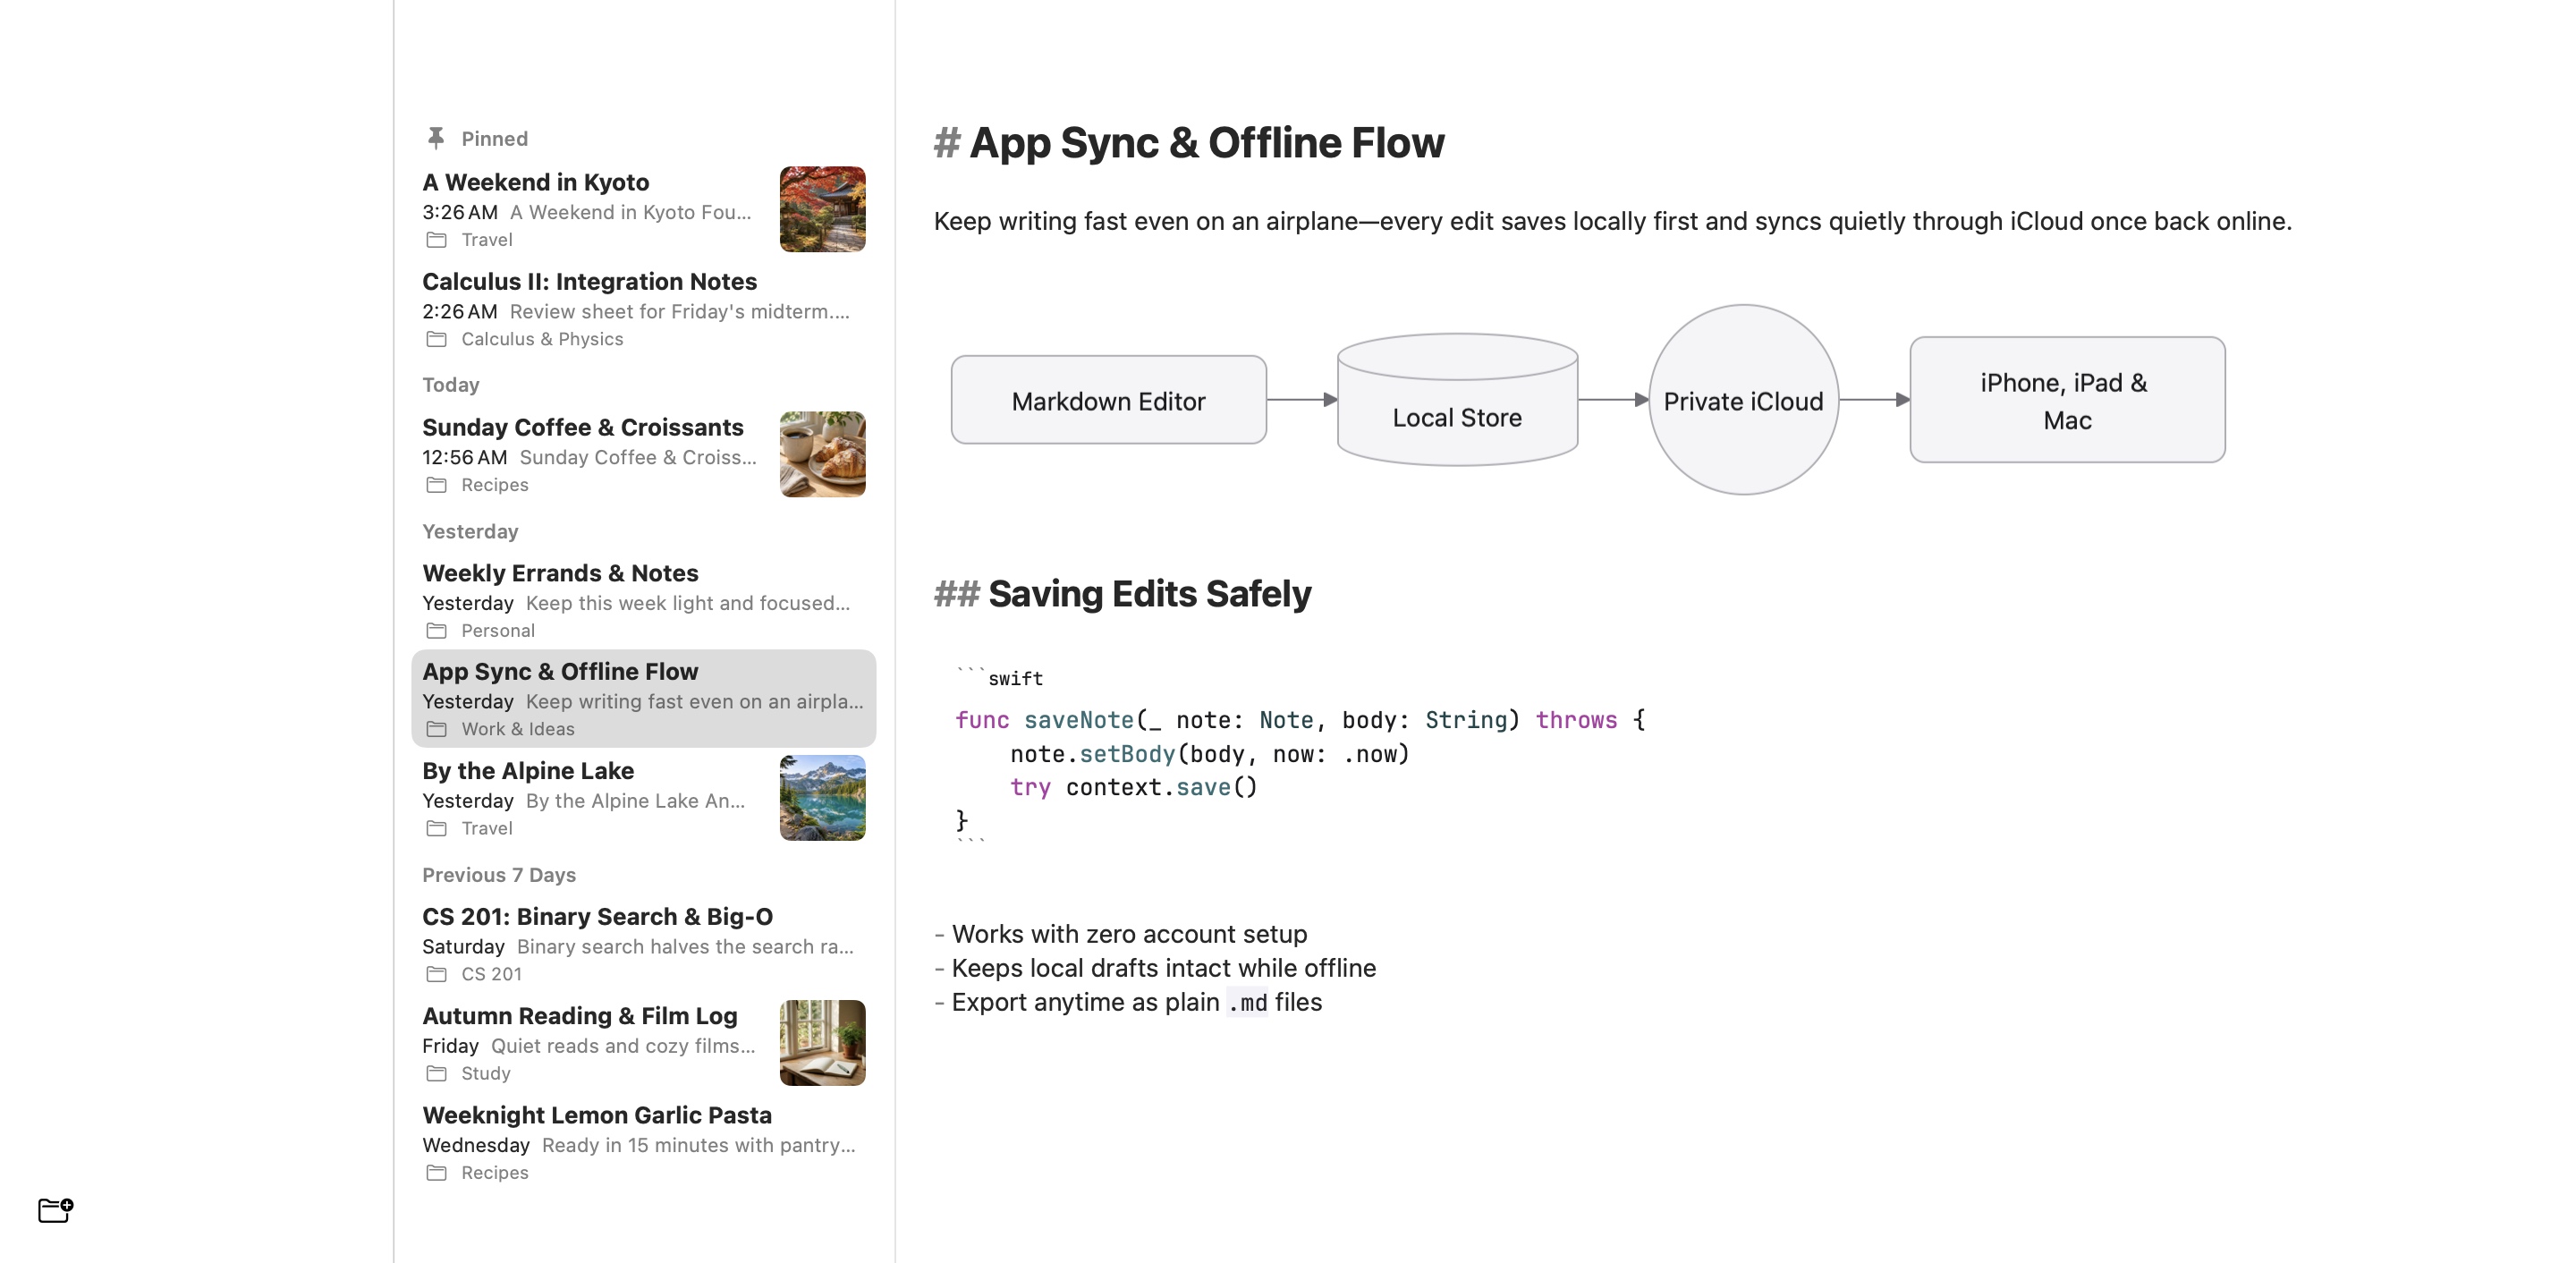 Pinned
A Weekend in Kyoto
3:26 AM A Weekend in Kyoto Fou...
Travel
Calculus II: Integration Notes
2:26 AM Review sheet for Friday's midterm....
Calculus & Physics
Today
Sunday Coffee & Croissants
12:56 AM Sunday Coffee & Croiss...
Recipes
Yesterday
Weekly Errands & Notes
Yesterday Keep this week light and focused...
Personal
App Sync & Offline Flow
Yesterday Keep writing fast even on an airpla...
Work & Ideas
By the Alpine Lake
Yesterday By the Alpine Lake An...
Travel
Previous 7 Days
CS 201: Binary Search & Big-O
Saturday Binary search halves the search ra...
CS 201
Autumn Reading & Film Log
Friday Quiet reads and cozy films...
Study
Weeknight Lemon Garlic Pasta
Wednesday Ready in 15 minutes with pantry...
Recipes
# App Sync & Offline Flow
Keep writing fast even on an airplane—every edit saves locally first and syncs quietly through iCloud once back online.
Markdown Editor
Local Store
Private iCloud
iPhone, iPad &
Mac
## Saving Edits Safely
```swift
func saveNote(_ note: Note, body: String) throws {
    note.setBody(body, now: .now)
    try context.save()
}
```
- Works with zero account setup
- Keeps local drafts intact while offline
- Export anytime as plain .md files